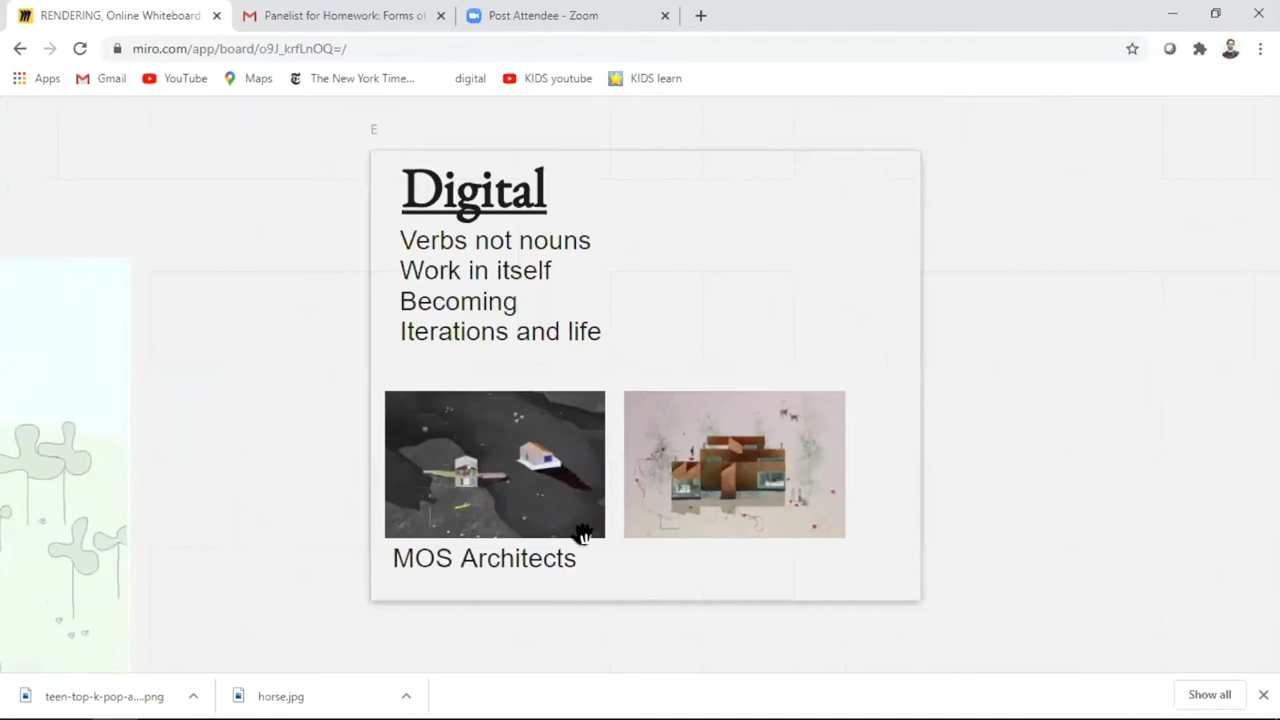 RENDERING, Online Whiteboard
Panelist for Homework: Forms of
Post Attendee - Zoom
miro.com/app/board/o9J_krfLnOQ=/
Apps
Gmail
YouTube
Maps
The New York Time...
digital
KIDS youtube
KIDS learn
E
Digital
Verbs not nouns
Work in itself
Becoming
Iterations and life
MOS Architects
teen-top-k-pop-a....png
horse.jpg
Show all